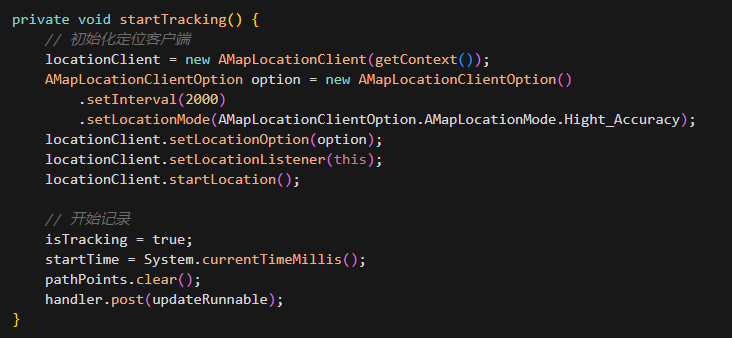 private void startTracking() {
    // 初始化定位客户端
    locationClient = new AMapLocationClient(getContext());
    AMapLocationClientOption option = new AMapLocationClientOption()
        .setInterval(2000)
        .setLocationMode(AMapLocationClientOption.AMapLocationMode.Hight_Accuracy);
    locationClient.setLocationOption(option);
    locationClient.setLocationListener(this);
    locationClient.startLocation();

    // 开始记录
    isTracking = true;
    startTime = System.currentTimeMillis();
    pathPoints.clear();
    handler.post(updateRunnable);
}